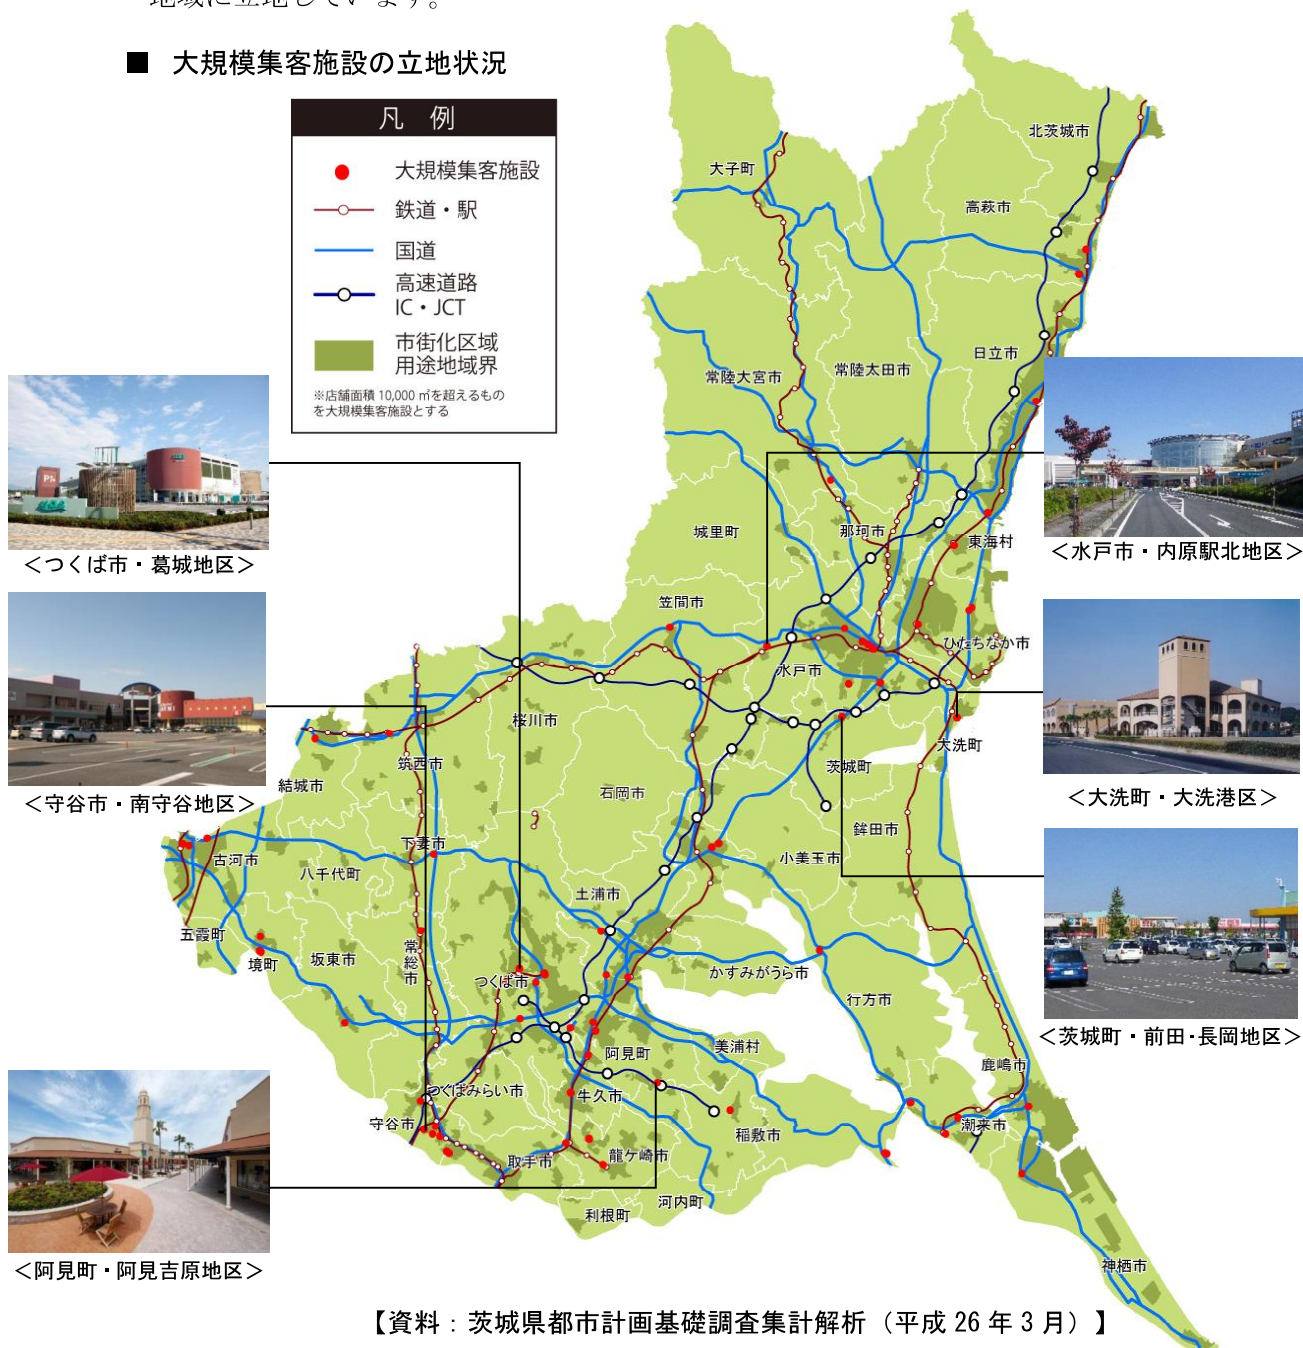 地域に立地しています。
■ 大規模集客施設の立地状況
凡 例
大規模集客施設
鉄道・駅
国道
高速道路
IC・JCT
市街化区域
用途地域界
※店舗面積 10,000 ㎡を超えるもの
を大規模集客施設とする
北茨城市
大子町
高萩市
日立市
常陸太田市
常陸大宮市
城里町
那珂市
東海村
笠間市
ひたちなか市
水戸市
桜川市
大洗町
茨城町
筑西市
結城市
石岡市
鉾田市
下妻市
小美玉市
古河市
八千代町
土浦市
五霞町
境町
坂東市
常総市
つくば市
かすみがうら市
行方市
美浦村
阿見町
鹿嶋市
つくばみらい市
牛久市
守谷市
稲敷市
潮来市
取手市
龍ケ崎市
河内町
利根町
神栖市
＜つくば市・葛城地区＞
＜守谷市・南守谷地区＞
＜阿見町・阿見吉原地区＞
＜水戸市・内原駅北地区＞
＜大洗町・大洗港区＞
＜茨城町・前田・長岡地区＞
【資料：茨城県都市計画基礎調査集計解析（平成 26 年 3 月）】